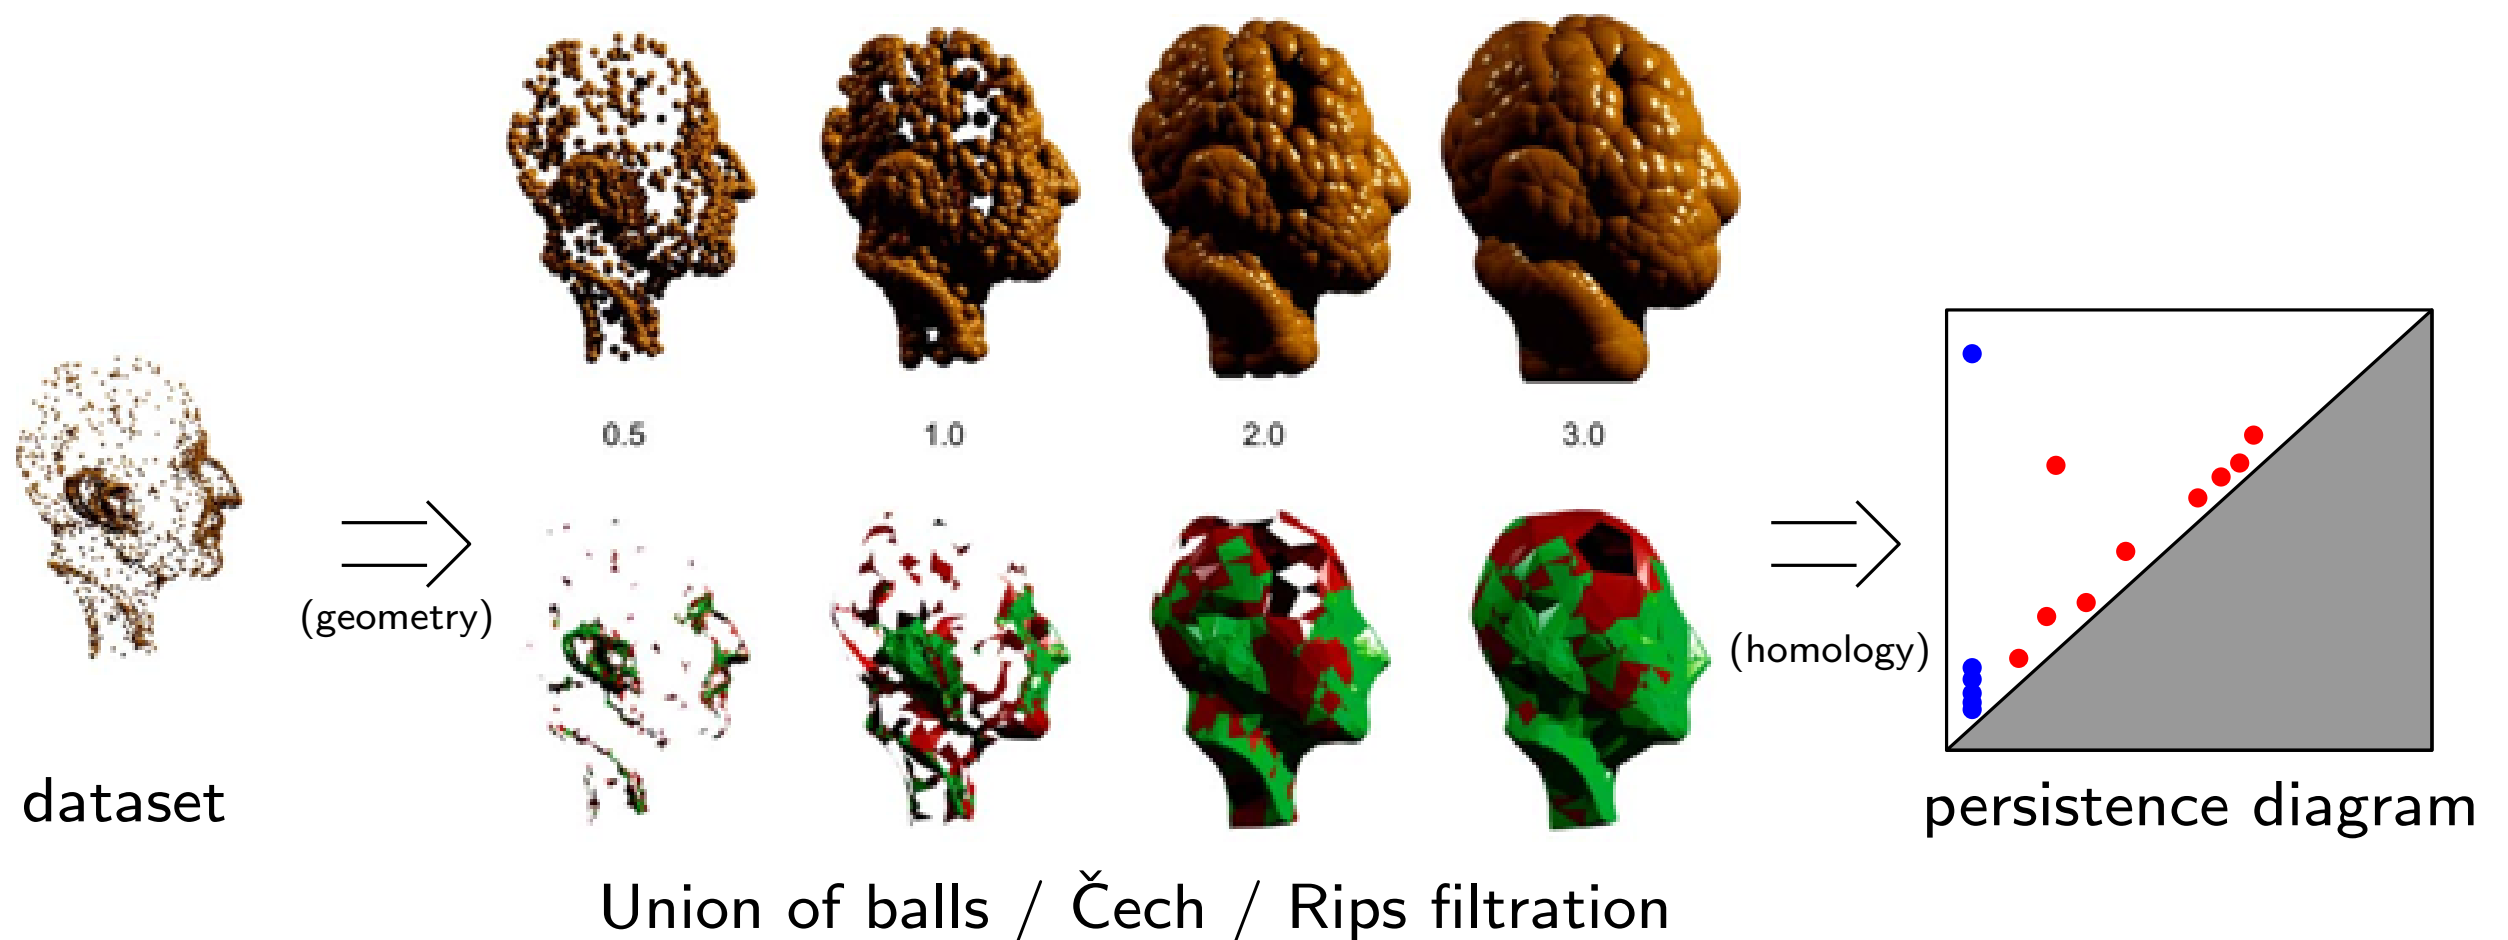 0.5 1.0 2.0 3.0
(geometry)
(homology)
dataset
persistence diagram
Union of balls / Čech / Rips filtration